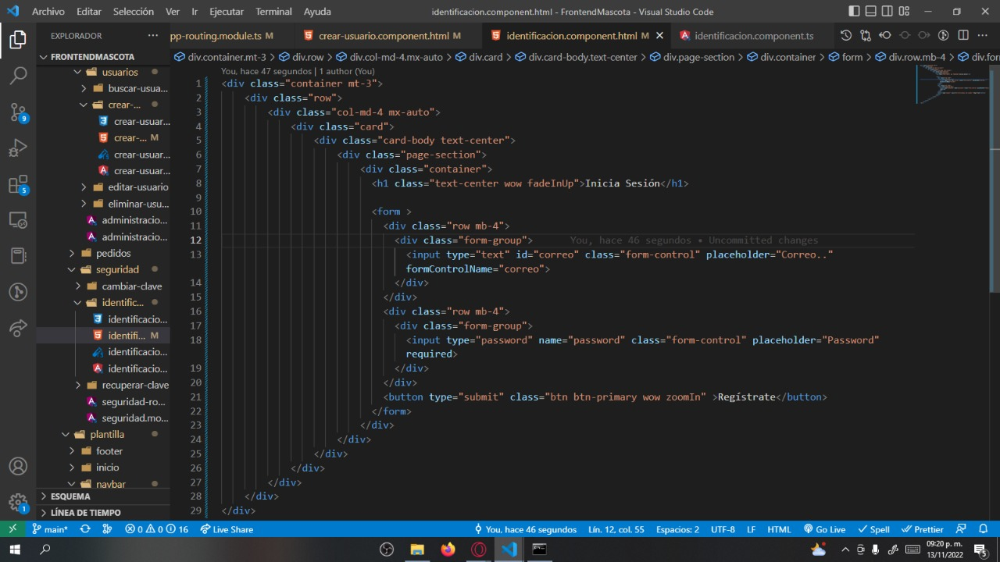 Archivo Editar Selección Ver Ir Ejecutar Terminal Ayuda identificacion.component.html - FrontendMascota - Visual Studio Code
EXPLORADOR ... pp-routing.module.ts M crear-usuario.component.html M identificacion.component.html M identificacion.component.ts
FRONTENDMASCOTA
div.container.mt-3 > div.row > div.col-md-4.mx-auto > div.card > div.card-body.text-center > div.page-section > div.container > form > div.row.mb-4 > div.for
usuarios
buscar-usua...
crear-...
crear-usuar...
crear-... M
crear-usuar...
crear-usuar...
editar-usuario
eliminar-usu...
administracio...
administracio...
pedidos
seguridad
cambiar-clave
identific...
identificacio...
identifi... M
identificacio...
identificacio...
recuperar-clave
seguridad-ro...
seguridad.mo...
plantilla
footer
inicio
navbar
ESQUEMA
LÍNEA DE TIEMPO
9
5
1
You, hace 47 segundos | 1 author (You)
1 <div class="container mt-3">
2 <div class="row">
3 <div class="col-md-4 mx-auto">
4 <div class="card">
5 <div class="card-body text-center">
6 <div class="page-section">
7 <div class="container">
8 <h1 class="text-center wow fadeInUp">Inicia Sesión</h1>
9
10 <form >
11 <div class="row mb-4">
12 <div class="form-group"> You, hace 46 segundos • Uncommitted changes
13 <input type="text" id="correo" class="form-control" placeholder="Correo.."
formControlName="correo">
14 </div>
15 </div>
16 <div class="row mb-4">
17 <div class="form-group">
18 <input type="password" name="password" class="form-control" placeholder="Password"
required>
19 </div>
20 </div>
21 <button type="submit" class="btn btn-primary wow zoomIn" >Regístrate</button>
22 </form>
23 </div>
24 </div>
25 </div>
26 </div>
27 </div>
28 </div>
29 </div>
main* 0 0 16 Live Share You, hace 46 segundos Lín. 12, col. 55 Espacios: 2 UTF-8 LF HTML Go Live Spell Prettier
09:20 p. m.
13/11/2022
5